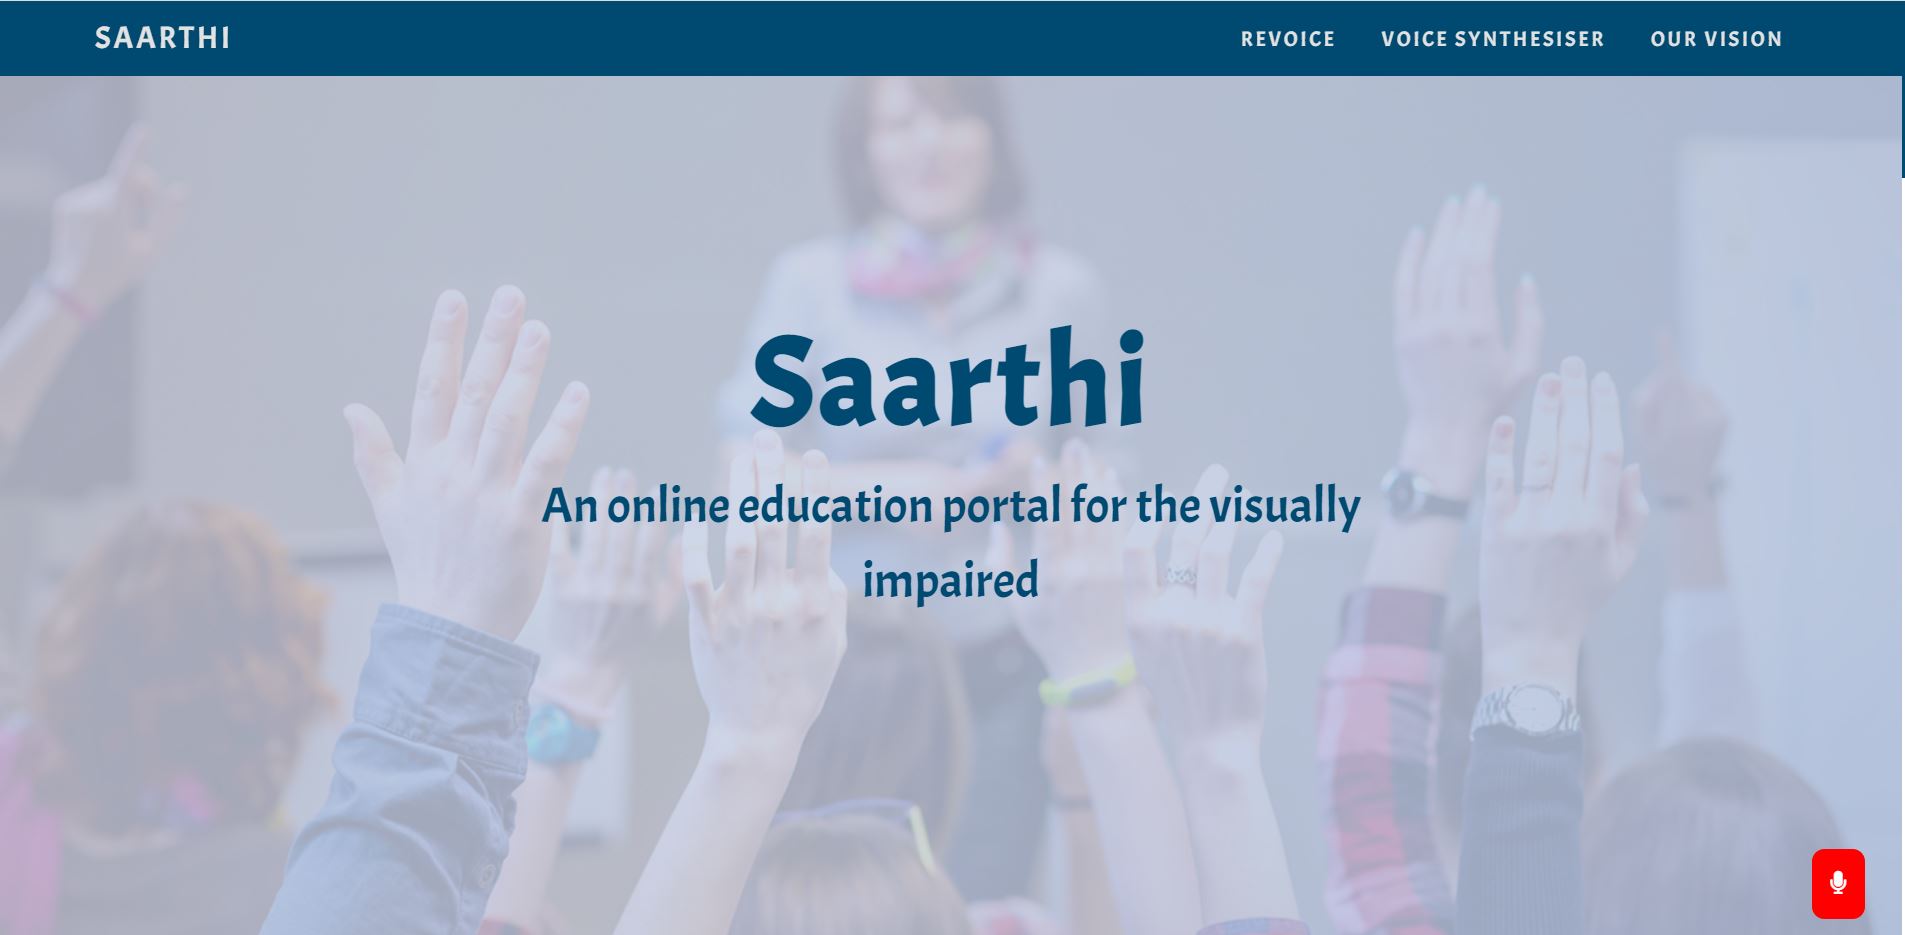 SAARTHI
REVOICE
VOICE SYNTHESISER
OUR VISION
Saarthi
An online education portal for the visually
impaired